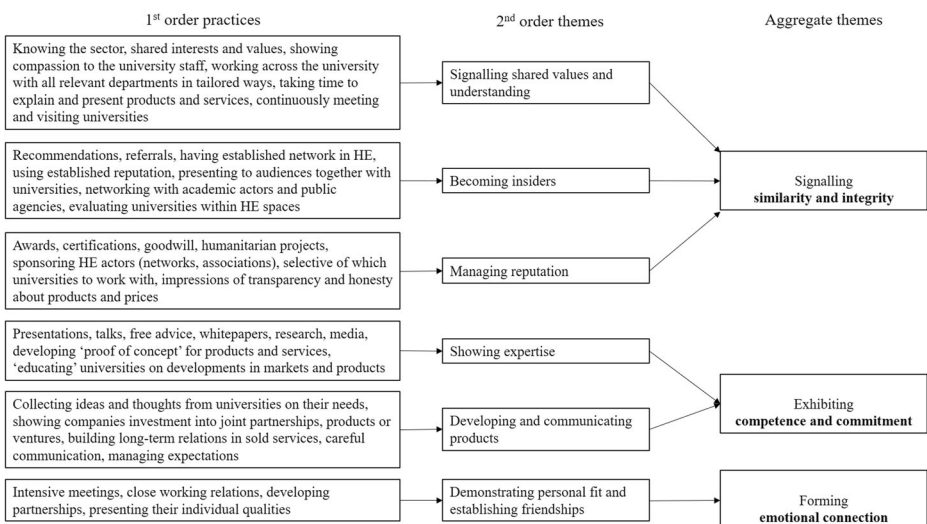 1st order practices
2nd order themes
Aggregate themes
Knowing the sector, shared interests and values, showing
compassion to the university staff, working across the university
with all relevant departments in tailored ways, taking time to
explain and present products and services, continuously meeting
and visiting universities
Signalling shared values and
understanding
Recommendations, referrals, having established network in HE,
using established reputation, presenting to audiences together with
universities, networking with academic actors and public
agencies, evaluating universities within HE spaces
Becoming insiders
Signalling
similarity and integrity
Awards, certifications, goodwill, humanitarian projects,
sponsoring HE actors (networks, associations), selective of which
universities to work with, impressions of transparency and honesty
about products and prices
Managing reputation
Presentations, talks, free advice, whitepapers, research, media,
developing ‘proof of concept’ for products and services,
‘educating’ universities on developments in markets and products
Showing expertise
Collecting ideas and thoughts from universities on their needs,
showing companies investment into joint partnerships, products or
ventures, building long-term relations in sold services, careful
communication, managing expectations
Developing and communicating
products
Exhibiting
competence and commitment
Intensive meetings, close working relations, developing
partnerships, presenting their individual qualities
Demonstrating personal fit and
establishing friendships
Forming
emotional connection